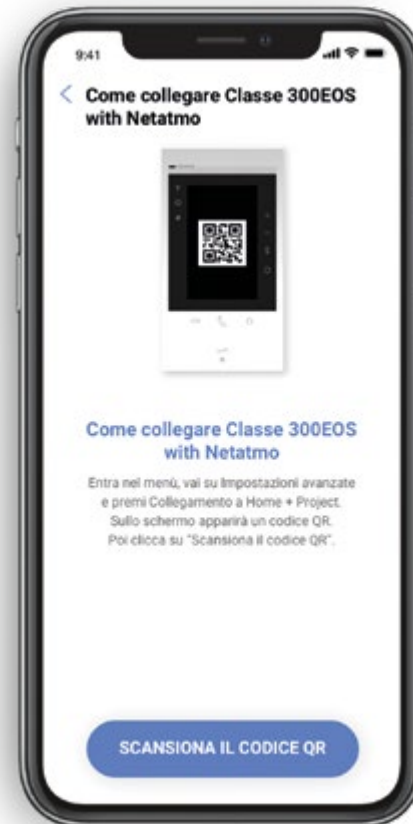 9:41
Come collegare Classe 300EOS
with Netatmo
Come collegare Classe 300EOS
with Netatmo
Entra nel menù, vai su Impostazioni avanzate
e premi Collegamento a Home + Project.
Sullo schermo apparirà un codice QR.
Poi clicca su "Scansiona il codice QR".
SCANSIONA IL CODICE QR